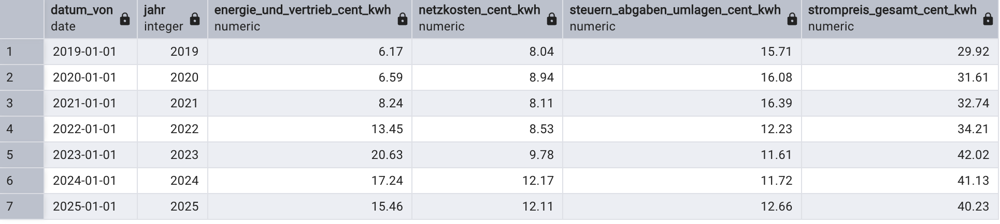 datum_von jahr energie_und_vertrieb_cent_kwh netzkosten_cent_kwh steuern_abgaben_umlagen_cent_kwh strompreis_gesamt_cent_kwh
date integer numeric numeric numeric numeric
1 2019-01-01 2019 6.17 8.04 15.71 29.92
2 2020-01-01 2020 6.59 8.94 16.08 31.61
3 2021-01-01 2021 8.24 8.11 16.39 32.74
4 2022-01-01 2022 13.45 8.53 12.23 34.21
5 2023-01-01 2023 20.63 9.78 11.61 42.02
6 2024-01-01 2024 17.24 12.17 11.72 41.13
7 2025-01-01 2025 15.46 12.11 12.66 40.23